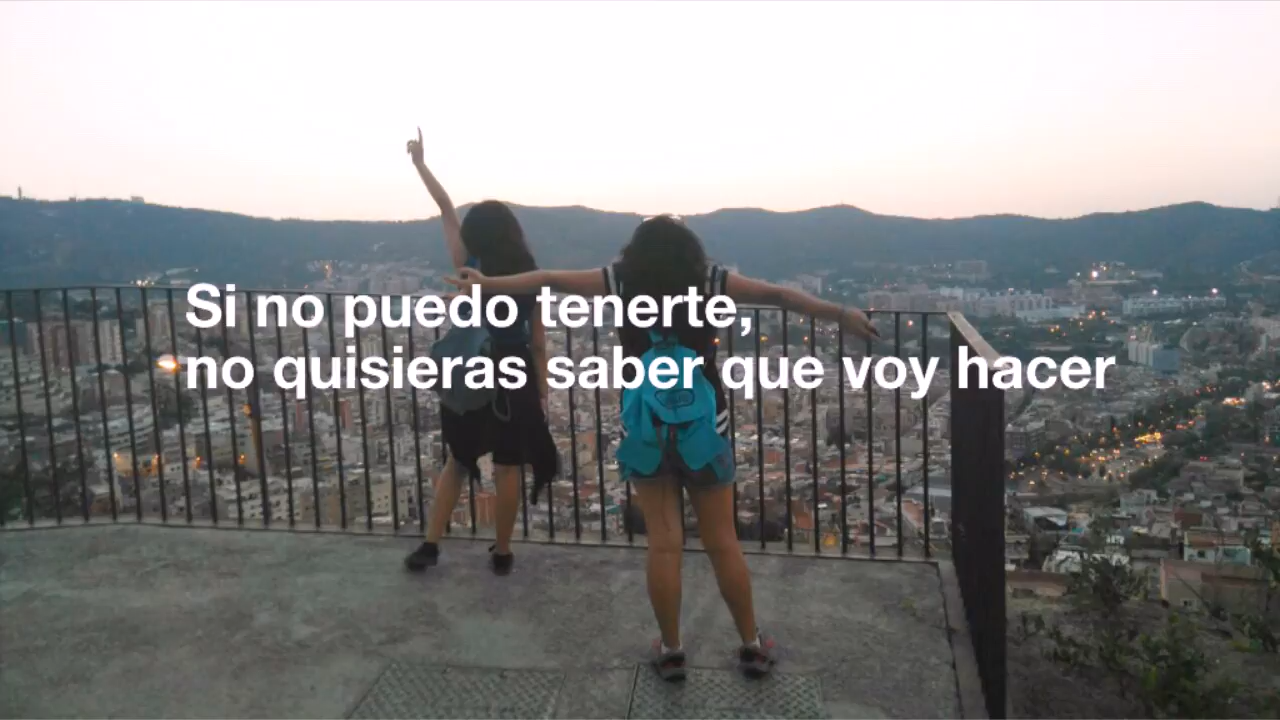 Si no puedo tenerte,
no quisieras saber que voy hacer